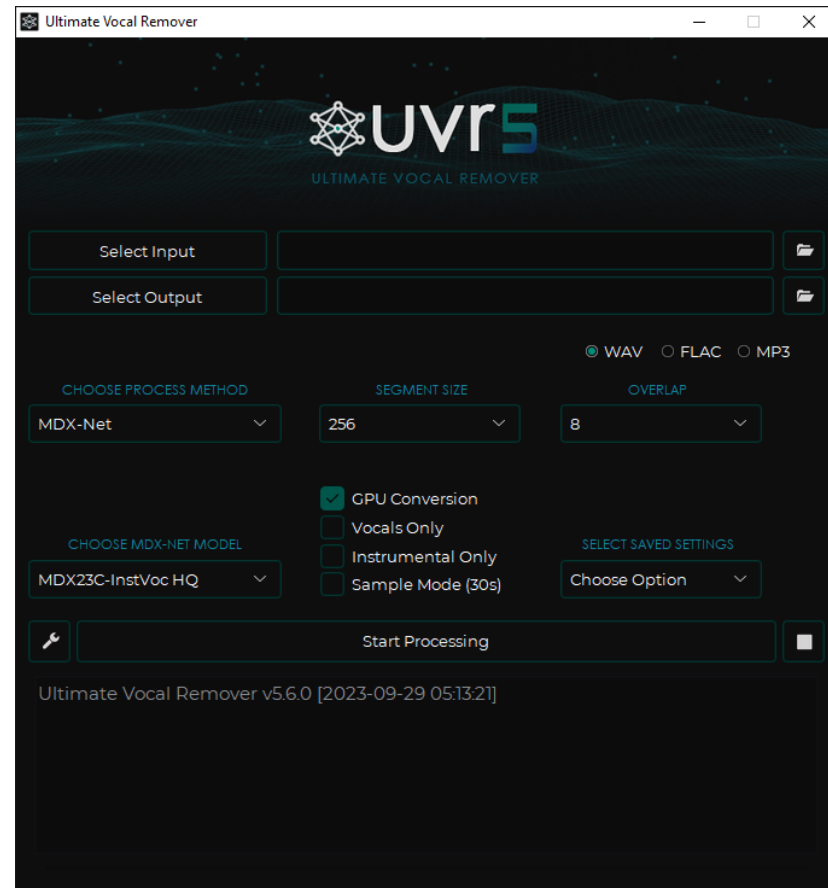 Ultimate Vocal Remover
uvr5
ULTIMATE VOCAL REMOVER
Select Input
Select Output
WAV FLAC MP3
CHOOSE PROCESS METHOD SEGMENT SIZE OVERLAP
MDX-Net 256 8
GPU Conversion
Vocals Only
CHOOSE MDX-NET MODEL Instrumental Only SELECT SAVED SETTINGS
MDX23C-InstVoc HQ Sample Mode (30s) Choose Option
Start Processing
Ultimate Vocal Remover v5.6.0 [2023-09-29 05:13:21]